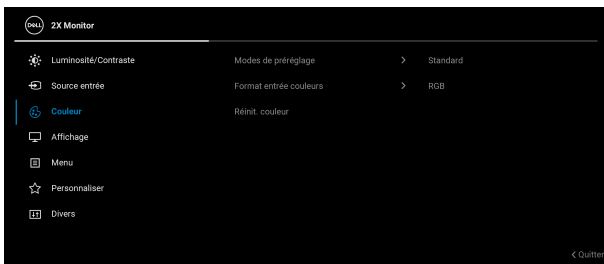 DELL 2X Monitor
Luminosité/Contraste Modes de préréglage > Standard
Source entrée Format entrée couleurs > RGB
Couleur Réinit. couleur
Affichage
Menu
Personnaliser
Divers
< Quitter